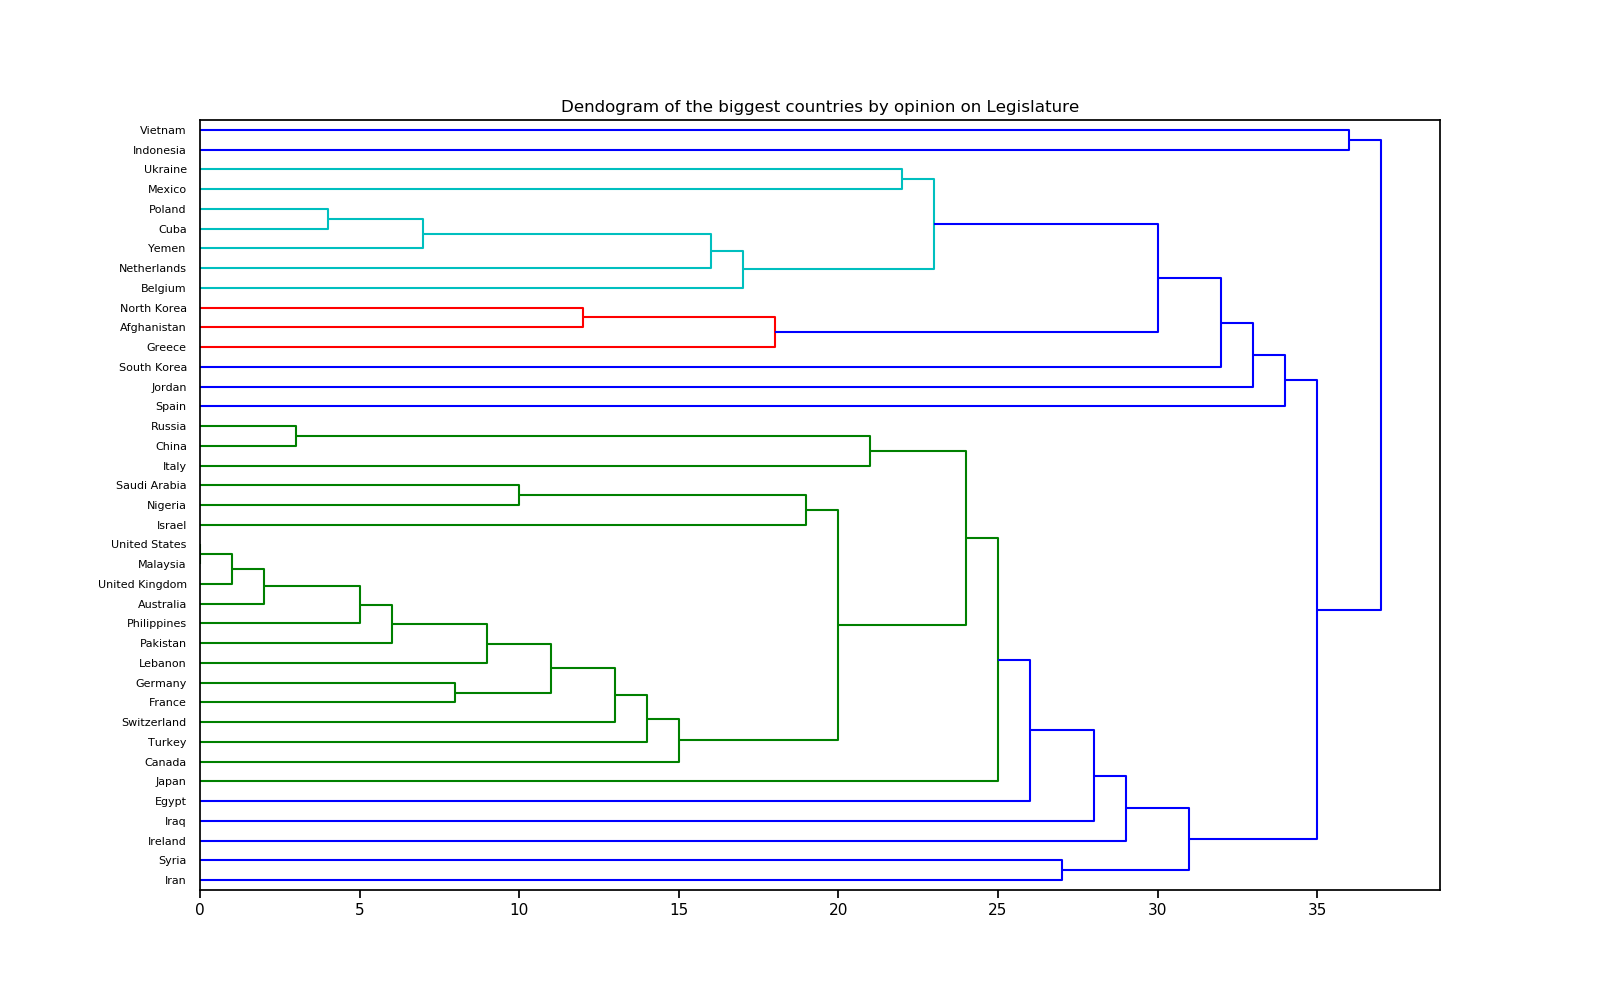 Dendogram of the biggest countries by opinion on Legislature
Vietnam
Indonesia
Ukraine
Mexico
Poland
Cuba
Yemen
Netherlands
Belgium
North Korea
Afghanistan
Greece
South Korea
Jordan
Spain
Russia
China
Italy
Saudi Arabia
Nigeria
Israel
United States
Malaysia
United Kingdom
Australia
Philippines
Pakistan
Lebanon
Germany
France
Switzerland
Turkey
Canada
Japan
Egypt
Iraq
Ireland
Syria
Iran
0 5 10 15 20 25 30 35